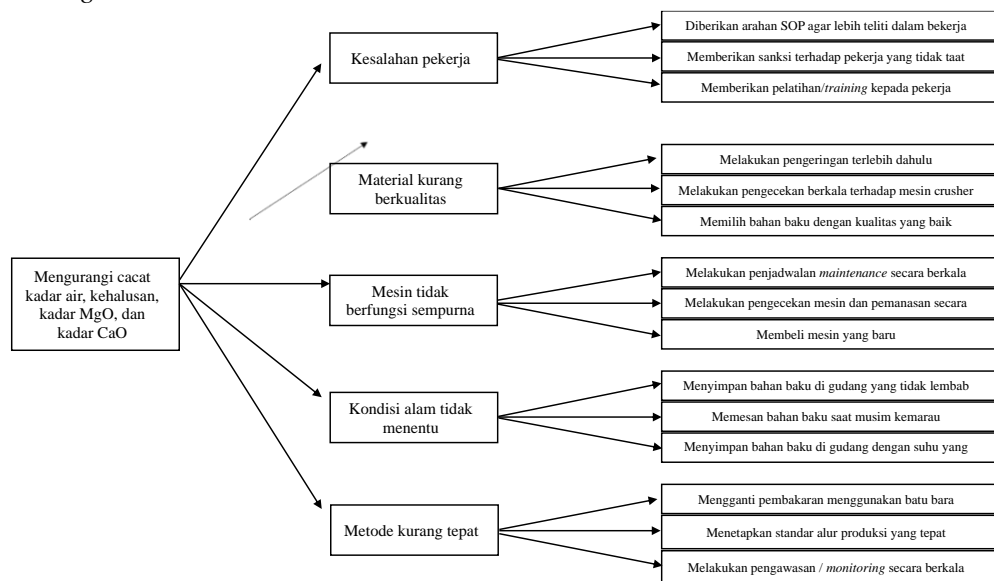 Mengurangi cacat
kadar air, kehalusan,
kadar MgO, dan
kadar CaO
Kesalahan pekerja
Diberikan arahan SOP agar lebih teliti dalam bekerja
Memberikan sanksi terhadap pekerja yang tidak taat
Memberikan pelatihan/training kepada pekerja
Material kurang
berkualitas
Melakukan pengeringan terlebih dahulu
Melakukan pengecekan berkala terhadap mesin crusher
Memilih bahan baku dengan kualitas yang baik
Mesin tidak
berfungsi sempurna
Melakukan penjadwalan maintenance secara berkala
Melakukan pengecekan mesin dan pemanasan secara
Membeli mesin yang baru
Kondisi alam tidak
menentu
Menyimpan bahan baku di gudang yang tidak lembab
Memesan bahan baku saat musim kemarau
Menyimpan bahan baku di gudang dengan suhu yang
Metode kurang tepat
Mengganti pembakaran menggunakan batu bara
Menetapkan standar alur produksi yang tepat
Melakukan pengawasan / monitoring secara berkala